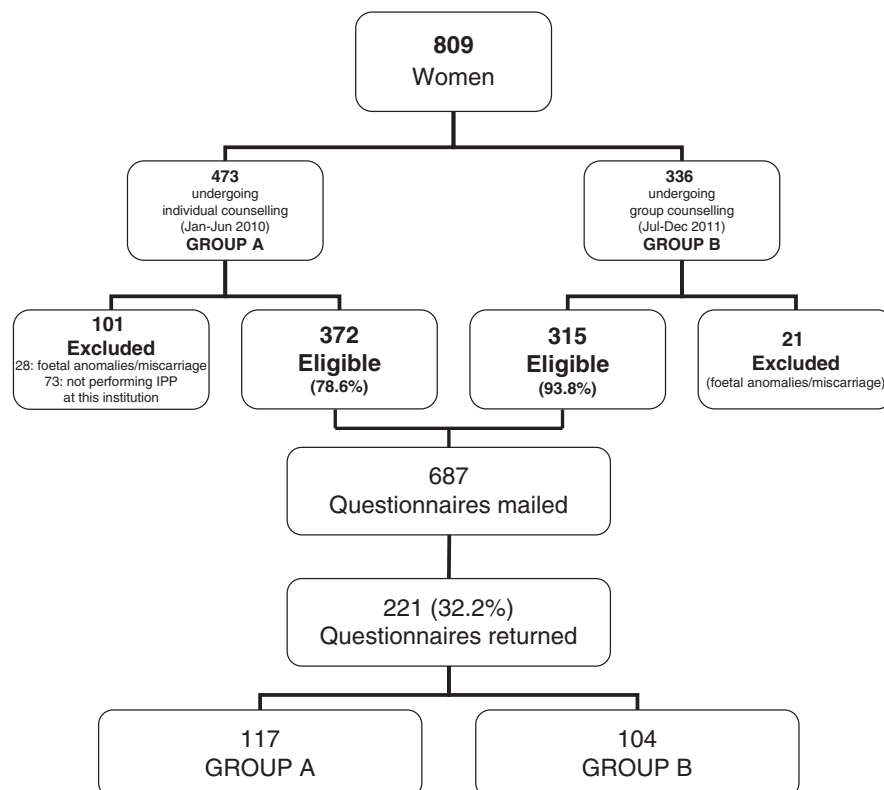 809
Women
473
undergoing
individual counselling
(Jan-Jun 2010)
GROUP A
336
undergoing
group counselling
(Jul-Dec 2011)
GROUP B
101
Excluded
28: foetal anomalies/miscarriage
73: not performing IPP
at this institution
372
Eligible
(78.6%)
315
Eligible
(93.8%)
21
Excluded
(foetal anomalies/miscarriage)
687
Questionnaires mailed
221 (32.2%)
Questionnaires returned
117
GROUP A
104
GROUP B